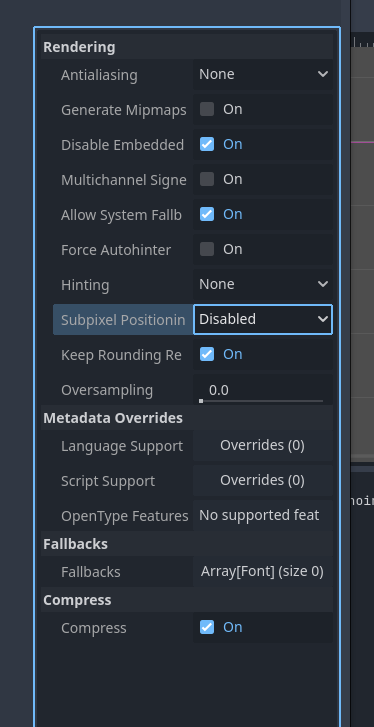 Rendering
Antialiasing None
Generate Mipmaps On
Disable Embedded On
Multichannel Signe On
Allow System Fallb On
Force Autohinter On
Hinting None
Subpixel Positionin Disabled
Keep Rounding Re On
Oversampling 0.0
Metadata Overrides
Language Support Overrides (0)
Script Support Overrides (0)
OpenType Features No supported feat
Fallbacks
Fallbacks Array[Font] (size 0)
Compress
Compress On